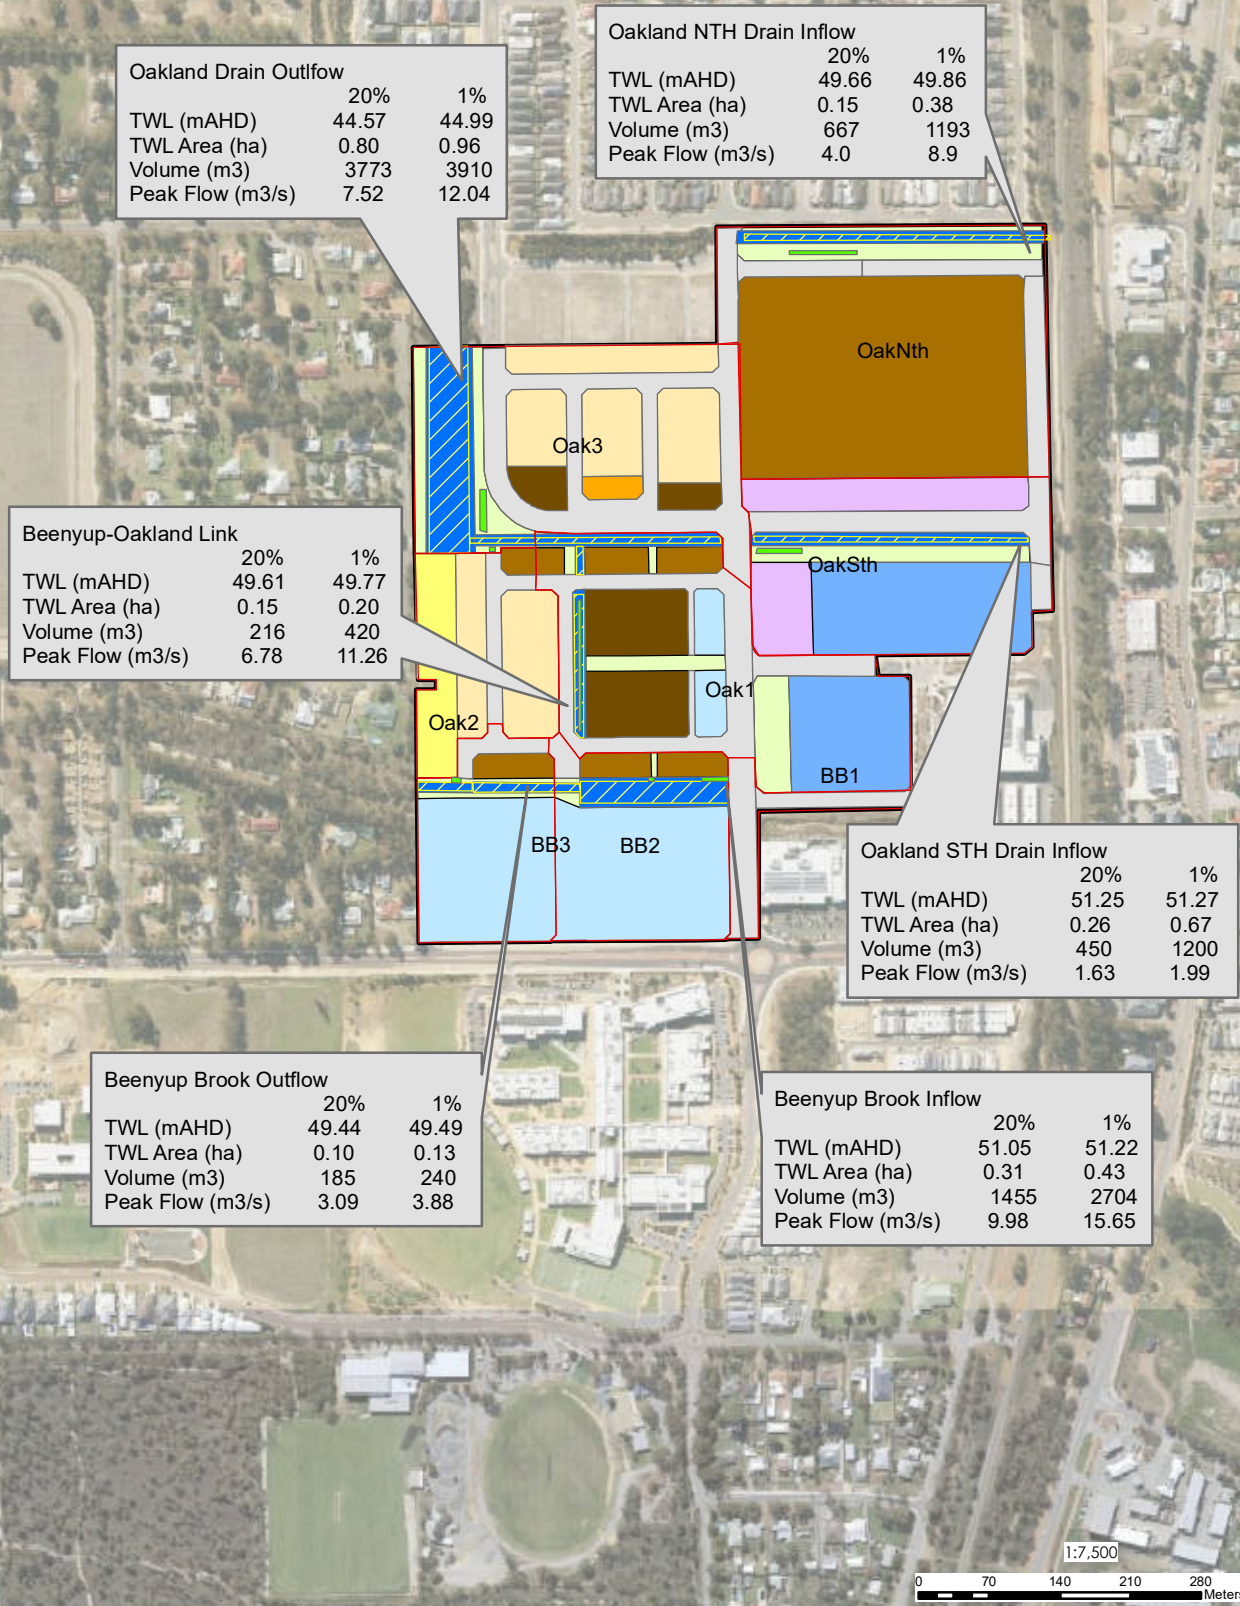 Oakland NTH Drain Inflow
20% 1%
TWL (mAHD) 49.66 49.86
TWL Area (ha) 0.15 0.38
Volume (m3) 667 1193
Peak Flow (m3/s) 4.0 8.9
Oakland Drain Outlfow
20% 1%
TWL (mAHD) 44.57 44.99
TWL Area (ha) 0.80 0.96
Volume (m3) 3773 3910
Peak Flow (m3/s) 7.52 12.04
OakNth
Oak3
Beenyup-Oakland Link
20% 1%
TWL (mAHD) 49.61 49.77
TWL Area (ha) 0.15 0.20
Volume (m3) 216 420
Peak Flow (m3/s) 6.78 11.26
OakSth
Oak1
Oak2
BB1
BB3
BB2
Oakland STH Drain Inflow
20% 1%
TWL (mAHD) 51.25 51.27
TWL Area (ha) 0.26 0.67
Volume (m3) 450 1200
Peak Flow (m3/s) 1.63 1.99
Beenyup Brook Outflow
20% 1%
TWL (mAHD) 49.44 49.49
TWL Area (ha) 0.10 0.13
Volume (m3) 185 240
Peak Flow (m3/s) 3.09 3.88
Beenyup Brook Inflow
20% 1%
TWL (mAHD) 51.05 51.22
TWL Area (ha) 0.31 0.43
Volume (m3) 1455 2704
Peak Flow (m3/s) 9.98 15.65
1:7,500
0 70 140 210 280
Meters